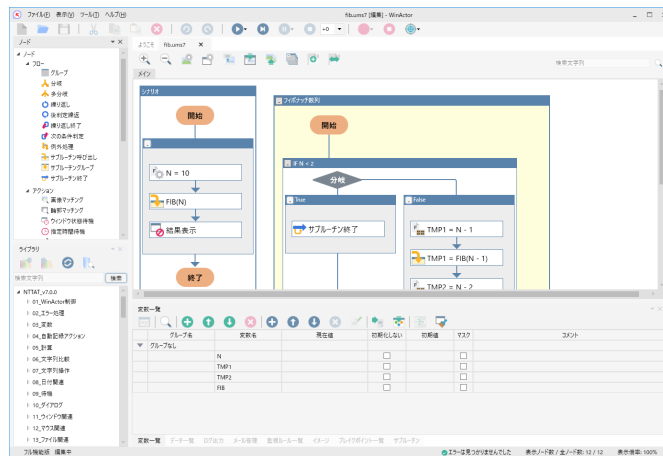 ファイル(F) 表示(V) ツール(T) ヘルプ(H)
fib.ums7 [編集] - WinActor
ノード
ノード
フロー
グループ
分岐
多分岐
繰り返し
後判定繰返
繰り返し終了
次の条件判定
例外処理
サブルーチン呼び出し
サブルーチングループ
サブルーチン終了
アクション
画像マッチング
輪郭マッチング
ウィンドウ状態待機
指定時間待機
ライブラリ
検索文字列
検索
NTTAT_v7.0.0
01_WinActor制御
02_エラー処理
03_変数
04_自動記録アクション
05_計算
06_文字列比較
07_文字列操作
08_日付関連
09_待機
10_ダイアログ
11_ウィンドウ関連
12_マウス関連
13_ファイル関連
ようこそ fib.ums7
×0
検索文字列
メイン
シナリオ
開始
N = 10
FIB(N)
結果表示
終了
フィボナッチ数列
開始
IF N < 2
分岐
True
サブルーチン終了
False
TMP1 = N - 1
TMP1 = FIB(N - 1)
TMP2 = N - 2
変数一覧
グループ名 変数名 現在値 初期化しない 初期値 マスク コメント
グループなし
N
TMP1
TMP2
FIB
変数一覧 データ一覧 ログ出力 メール管理 監視ルール一覧 イメージ ブレイクポイント一覧 サブルーチン
フル機能版 編集中
エラーは見つかりませんでした 表示ノード数 / 全ノード数: 12 / 12 表示倍率: 100%